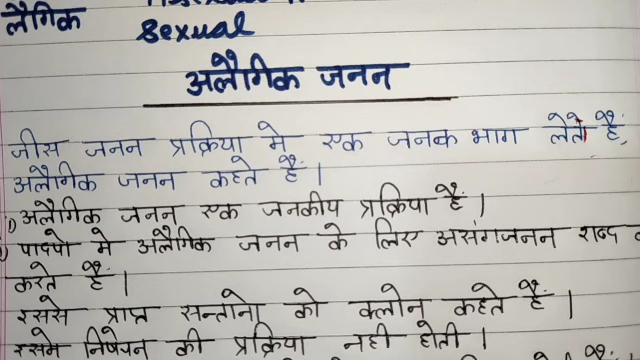 लैगिक
Sexual
अलैगिक जनन
जीस जनन प्रक्रिया मे एक जनक भाग लेते है,
अलैगिक जनन कहते है।
1) अलैगिक जनन एक जनकीय प्रक्रिया है।
पादपो मे अलैगिक जनन के लिए असंगजनन शब्द
करते है।
इससे प्राप्त सन्तानो को क्लोन कहते है।
इसमे निषेचन की प्रक्रिया नही होती।